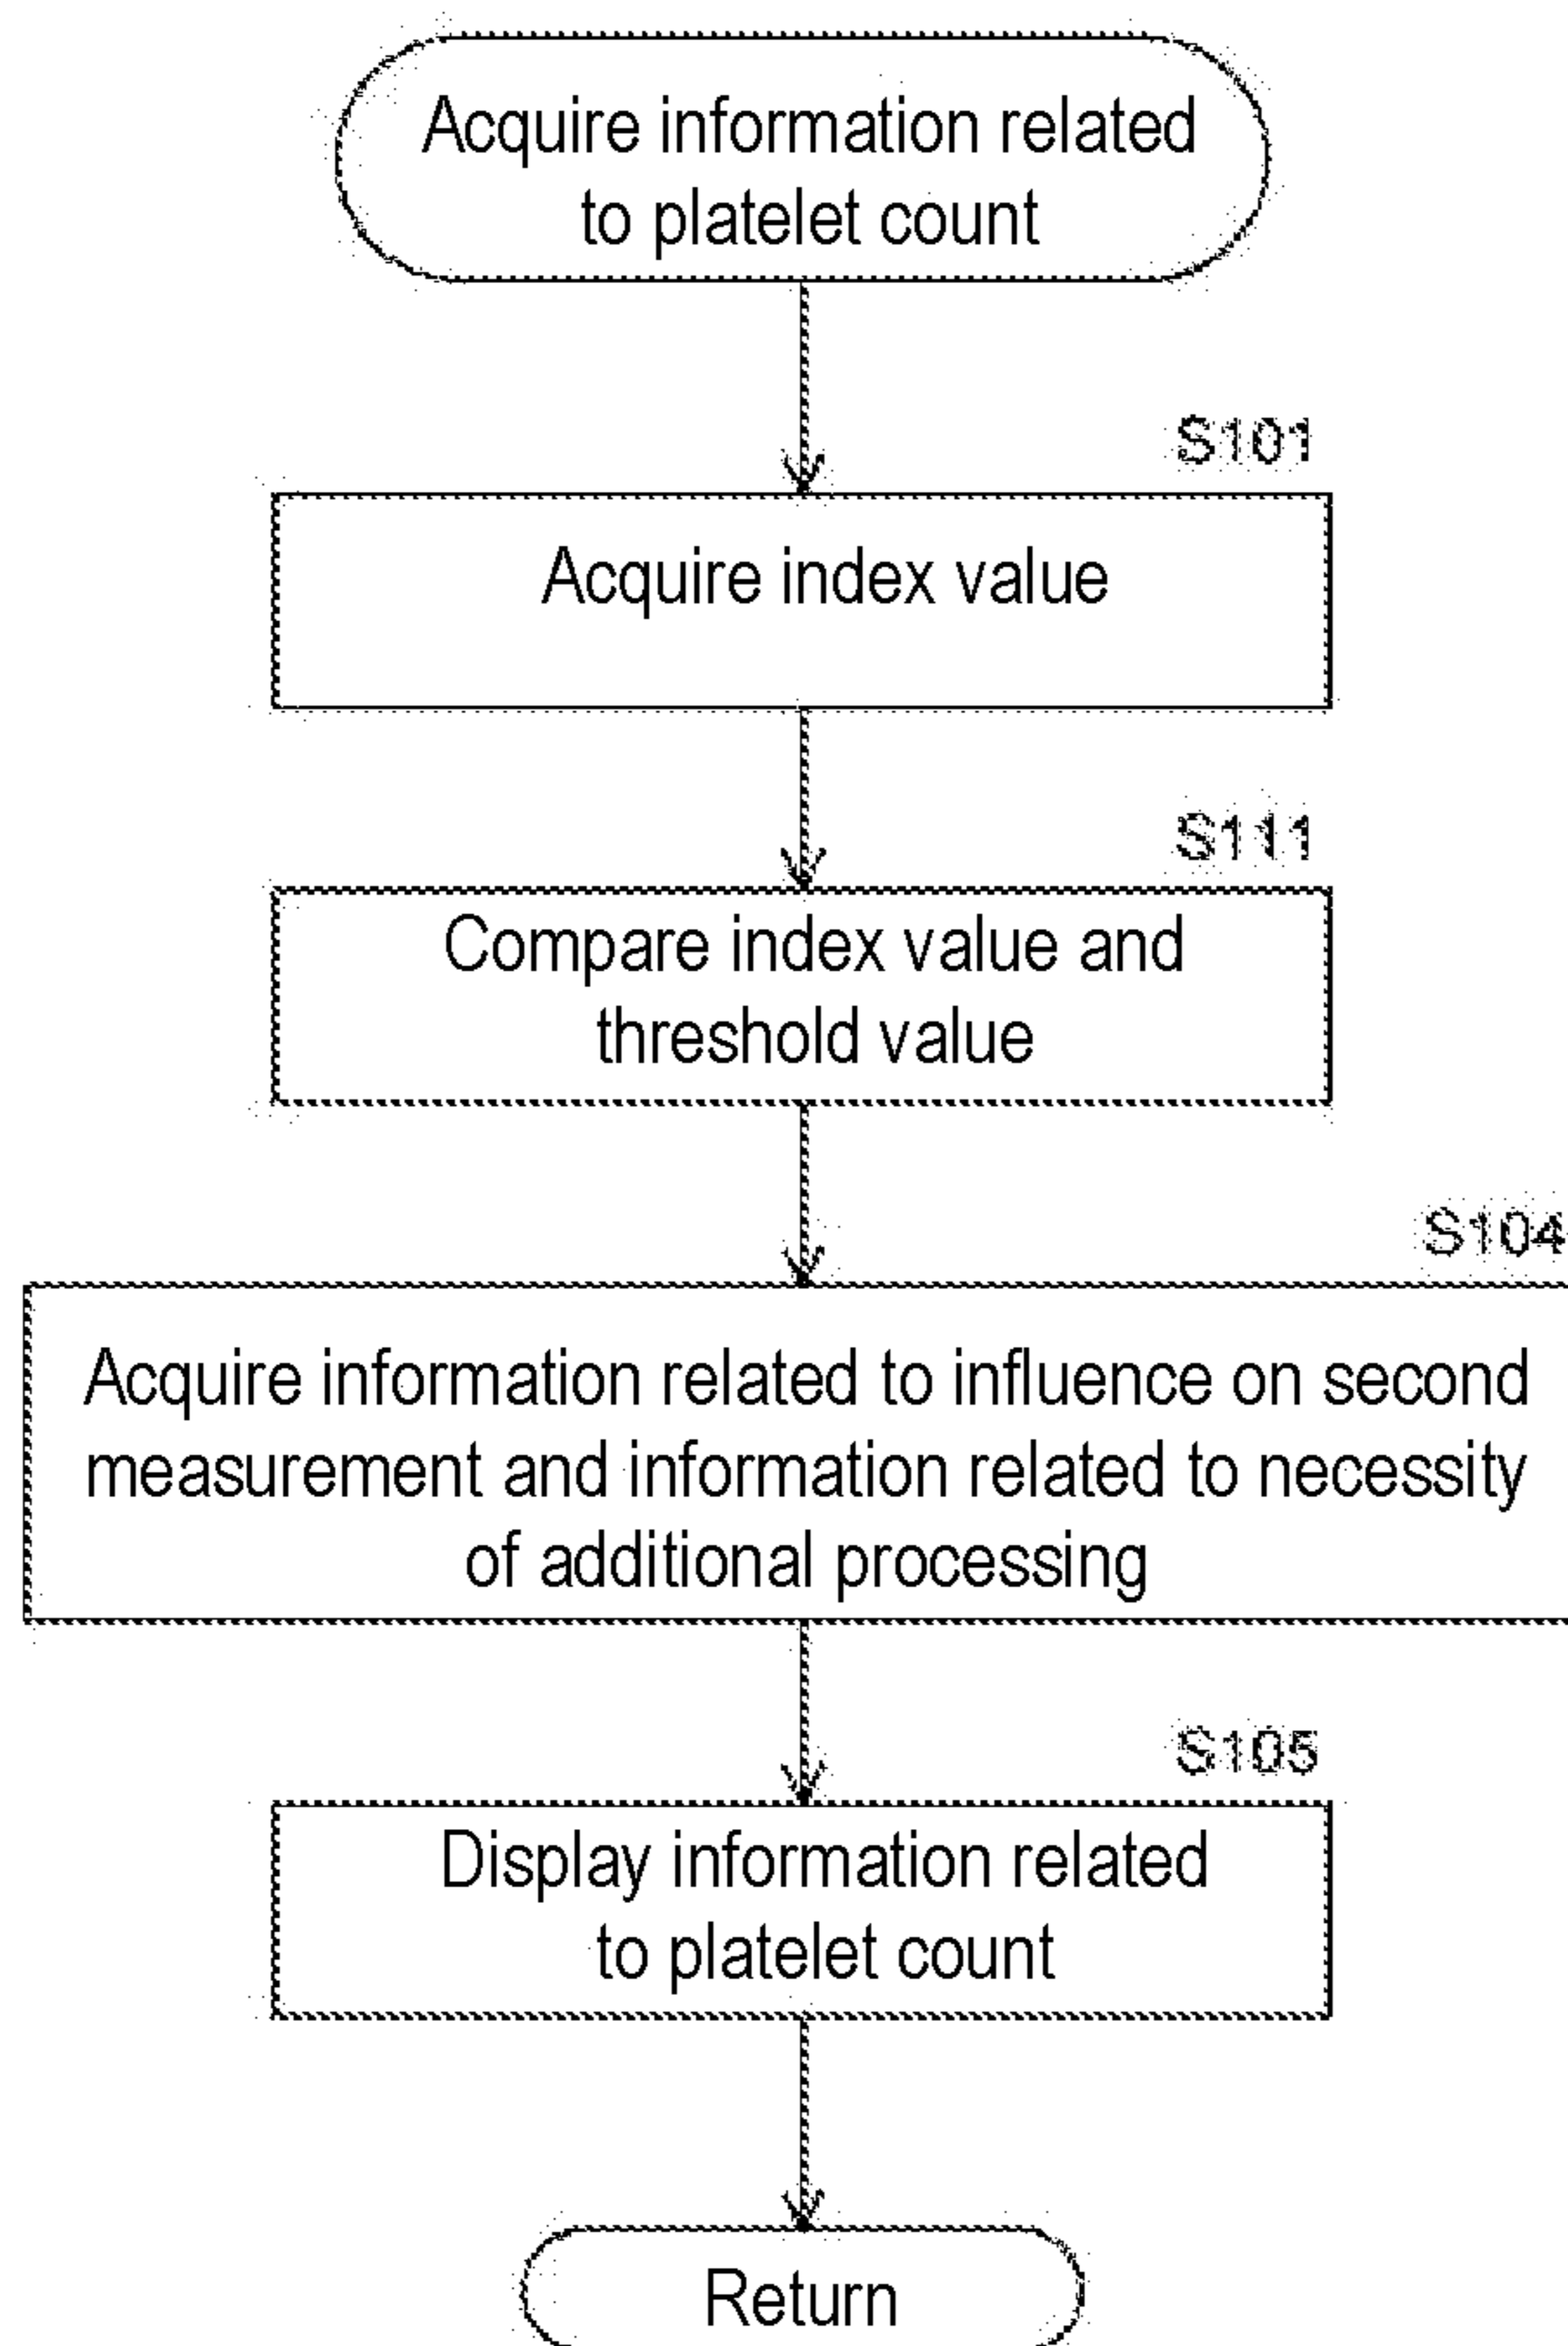 Acquire information related
to platelet count
S101
Acquire index value
S111
Compare index value and
threshold value
S104
Acquire information related to influence on second
measurement and information related to necessity
of additional processing
S105
Display information related
to platelet count
Return